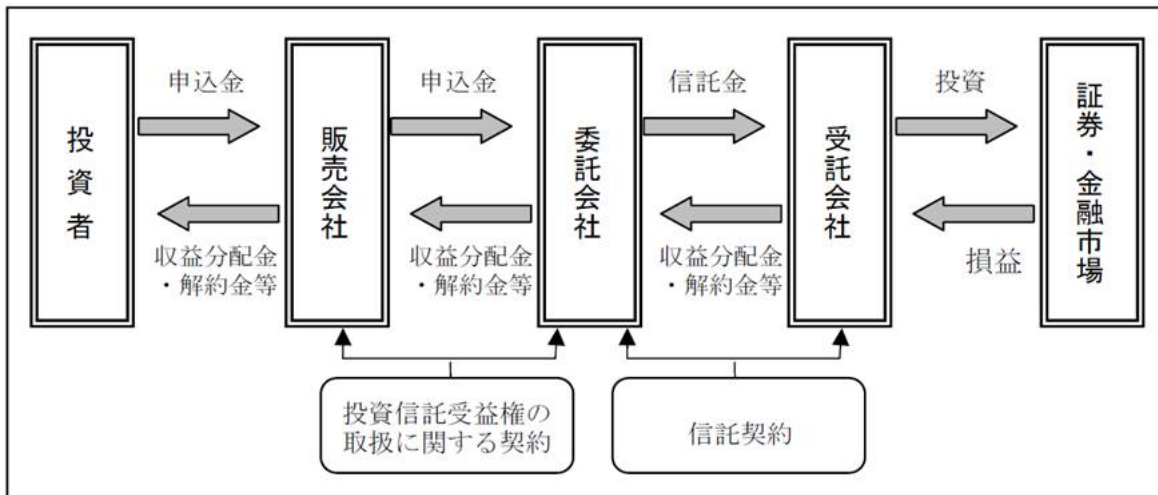 申込金
申込金
信託金
投資
投資者
販売会社
委託会社
受託会社
証券・金融市場
収益分配金
・解約金等
収益分配金
・解約金等
収益分配金
・解約金等
損益
投資信託受益権の
取扱に関する契約
信託契約